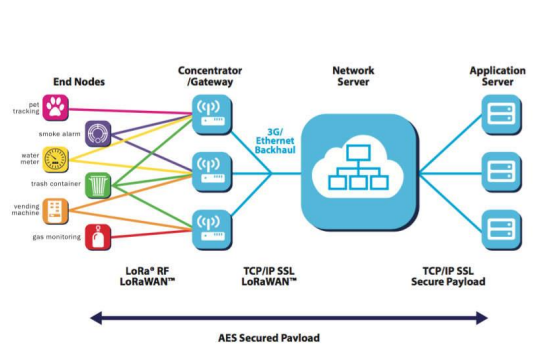 End Nodes
Concentrator
/Gateway
Network
Server
Application
Server
pet
tracking
smoke alarm
water
meter
trash container
vending
machine
gas monitoring
3G/
Ethernet
Backhaul
LoRa® RF
LoRaWAN™
TCP/IP SSL
LoRaWAN™
TCP/IP SSL
Secure Payload
AES Secured Payload